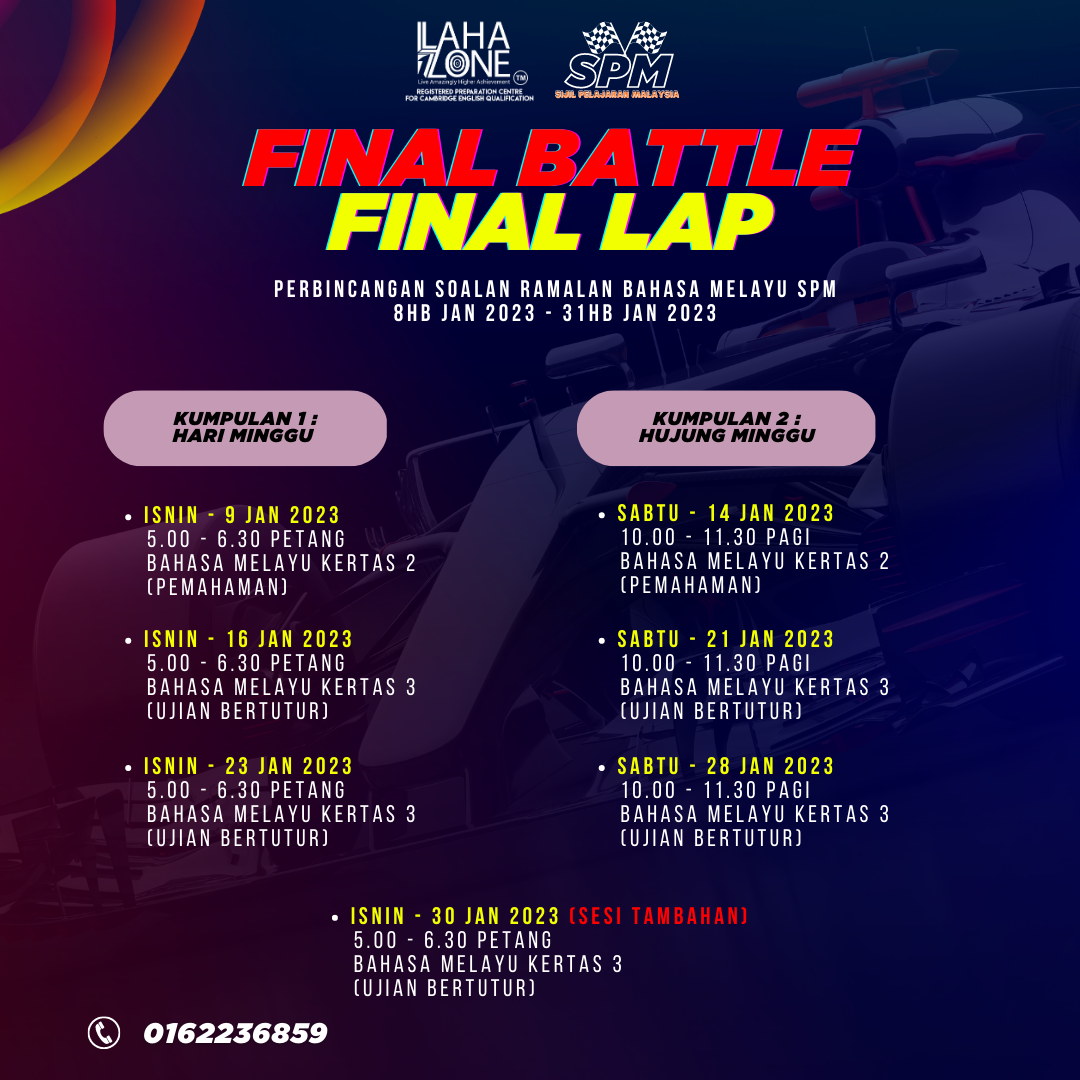 LAHA
ZONE
Live Amazingly Higher Achievement
TM
REGISTERED PREPARATION CENTRE
FOR CAMBRIDGE ENGLISH QUALIFICATION
SPM
SIJIL PELAJARAN MALAYSIA
FINAL BATTLE
FINAL LAP
PERBINCANGAN SOALAN RAMALAN BAHASA MELAYU SPM
8HB JAN 2023 - 31HB JAN 2023
KUMPULAN 1 :
HARI MINGGU
• ISNIN - 9 JAN 2023
5.00 - 6.30 PETANG
BAHASA MELAYU KERTAS 2
(PEMAHAMAN)
• ISNIN - 16 JAN 2023
5.00 - 6.30 PETANG
BAHASA MELAYU KERTAS 3
(UJIAN BERTUTUR)
• ISNIN - 23 JAN 2023
5.00 - 6.30 PETANG
BAHASA MELAYU KERTAS 3
(UJIAN BERTUTUR)
KUMPULAN 2 :
HUJUNG MINGGU
• SABTU - 14 JAN 2023
10.00 - 11.30 PAGI
BAHASA MELAYU KERTAS 2
(PEMAHAMAN)
• SABTU - 21 JAN 2023
10.00 - 11.30 PAGI
BAHASA MELAYU KERTAS 3
(UJIAN BERTUTUR)
• SABTU - 28 JAN 2023
10.00 - 11.30 PAGI
BAHASA MELAYU KERTAS 3
(UJIAN BERTUTUR)
• ISNIN - 30 JAN 2023 (SESI TAMBAHAN)
5.00 - 6.30 PETANG
BAHASA MELAYU KERTAS 3
(UJIAN BERTUTUR)
0162236859